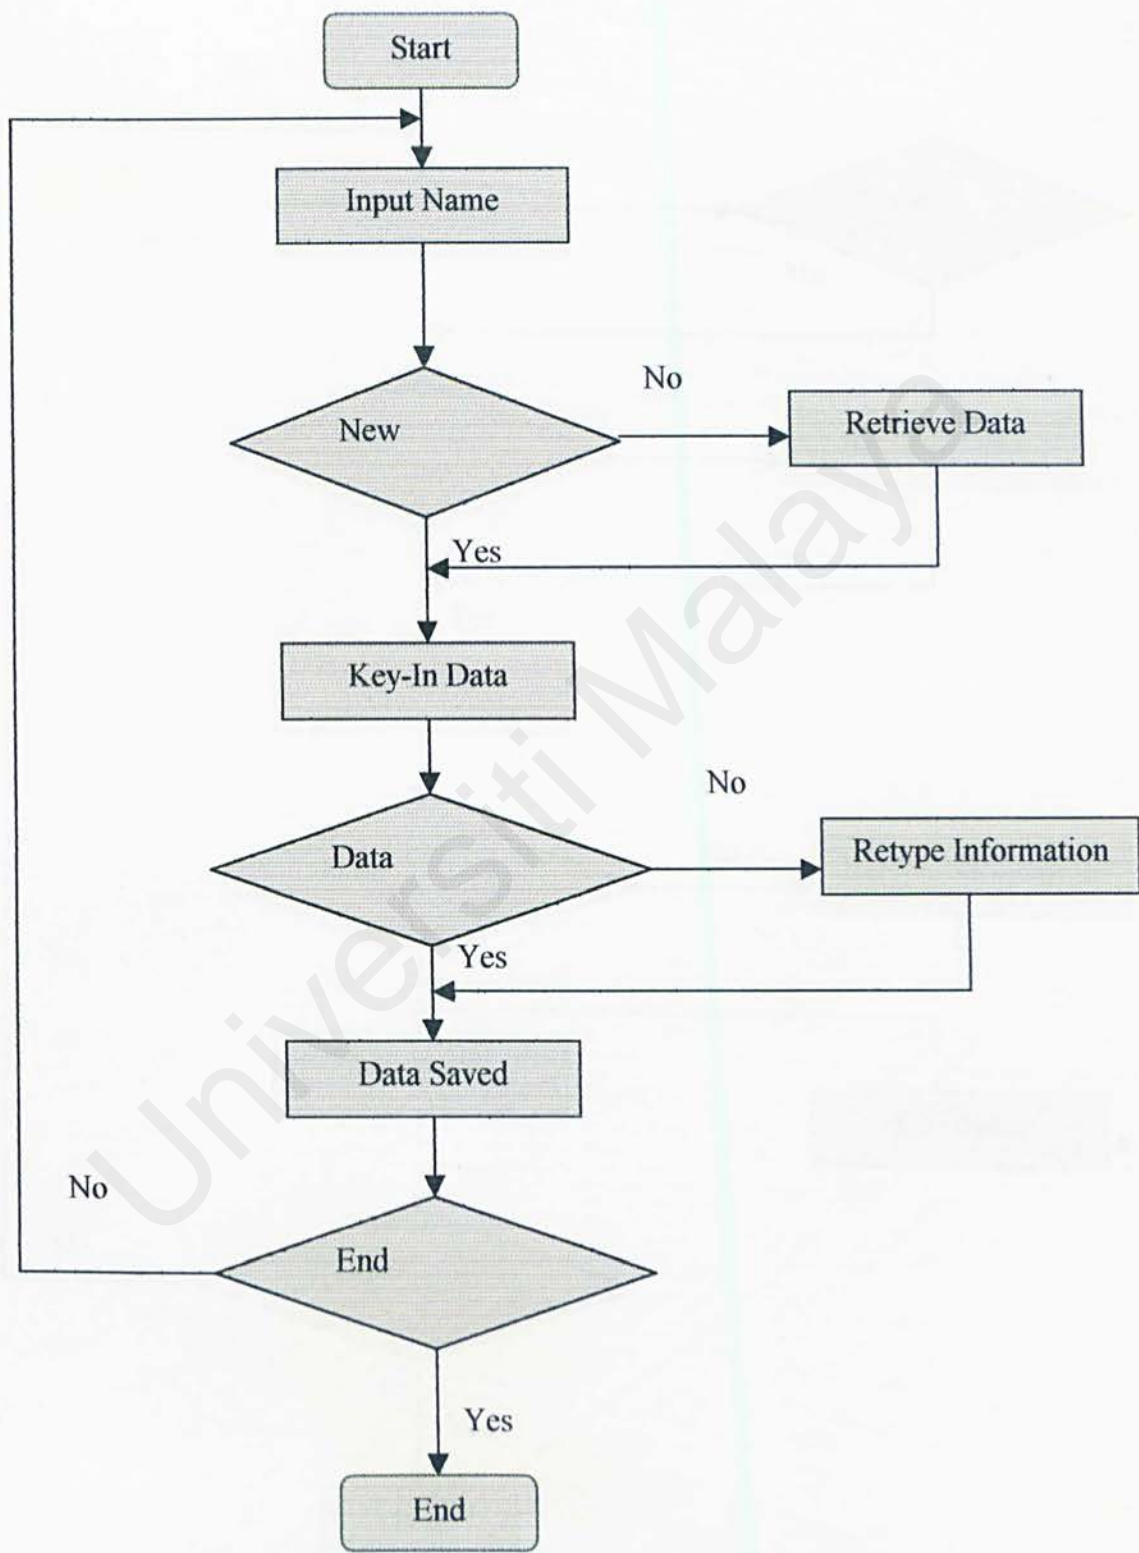 Start
Input Name
New
No
Retrieve Data
Yes
Key-In Data
No
Data
Retype Information
Yes
Data Saved
No
End
Yes
End
Universiti Malaya